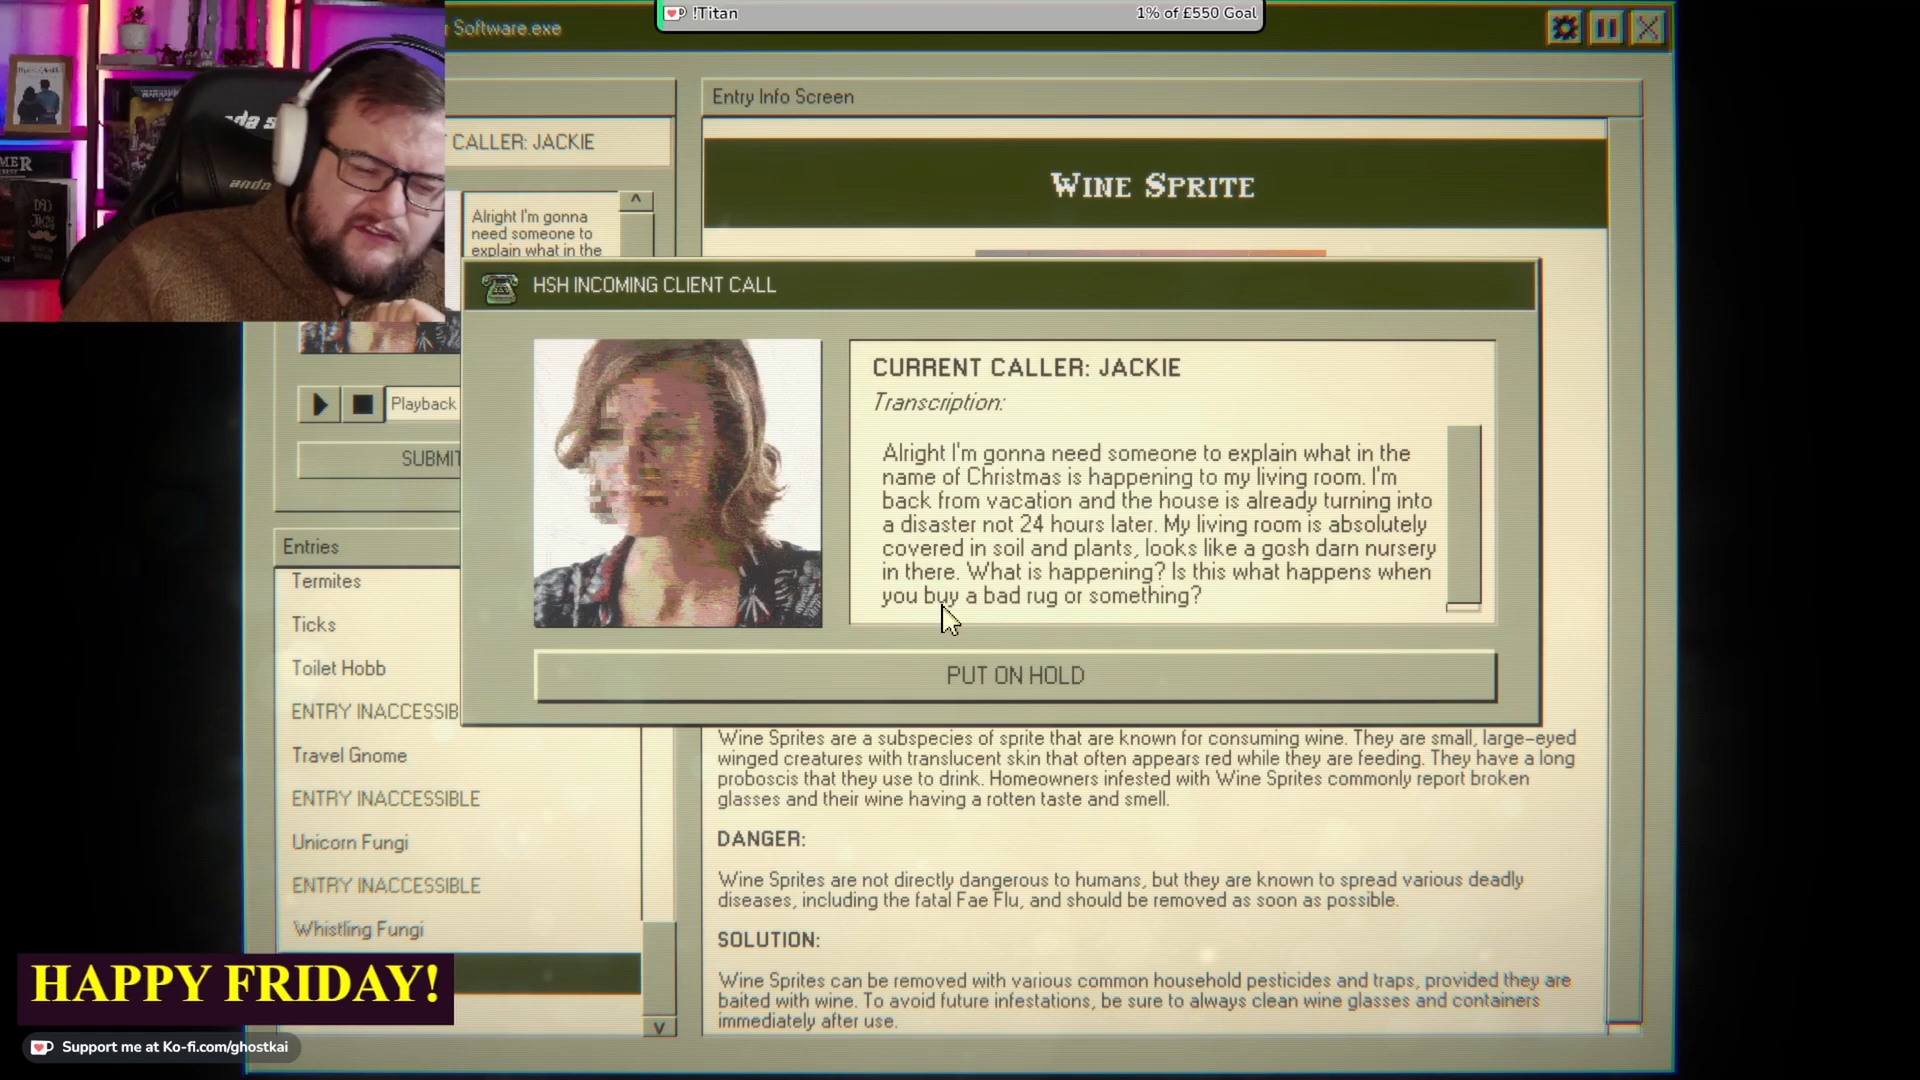 !Titan
1% of £550 Goal
Software.exe
Entry Info Screen
CALLER: JACKIE
WINE SPRITE
Alright I'm gonna
need someone to
explain what in the
HSH INCOMING CLIENT CALL
CURRENT CALLER: JACKIE
Transcription:
Alright I'm gonna need someone to explain what in the
name of Christmas is happening to my living room. I'm
back from vacation and the house is already turning into
a disaster not 24 hours later. My living room is absolutely
covered in soil and plants, looks like a gosh darn nursery
in there. What is happening? Is this what happens when
you buy a bad rug or something?
PUT ON HOLD
Playback
SUBMIT
Entries
Termites
Ticks
Toilet Hobb
ENTRY INACCESSIB
Travel Gnome
ENTRY INACCESSIBLE
Unicorn Fungi
ENTRY INACCESSIBLE
Whistling Fungi
Wine Sprites are a subspecies of sprite that are known for consuming wine. They are small, large-eyed
winged creatures with translucent skin that often appears red while they are feeding. They have a long
proboscis that they use to drink. Homeowners infested with Wine Sprites commonly report broken
glasses and their wine having a rotten taste and smell.
DANGER:
Wine Sprites are not directly dangerous to humans, but they are known to spread various deadly
diseases, including the fatal Fae Flu, and should be removed as soon as possible.
SOLUTION:
Wine Sprites can be removed with various common household pesticides and traps, provided they are
baited with wine. To avoid future infestations, be sure to always clean wine glasses and containers
immediately after use.
HAPPY FRIDAY!
Support me at Ko-fi.com/ghostkai